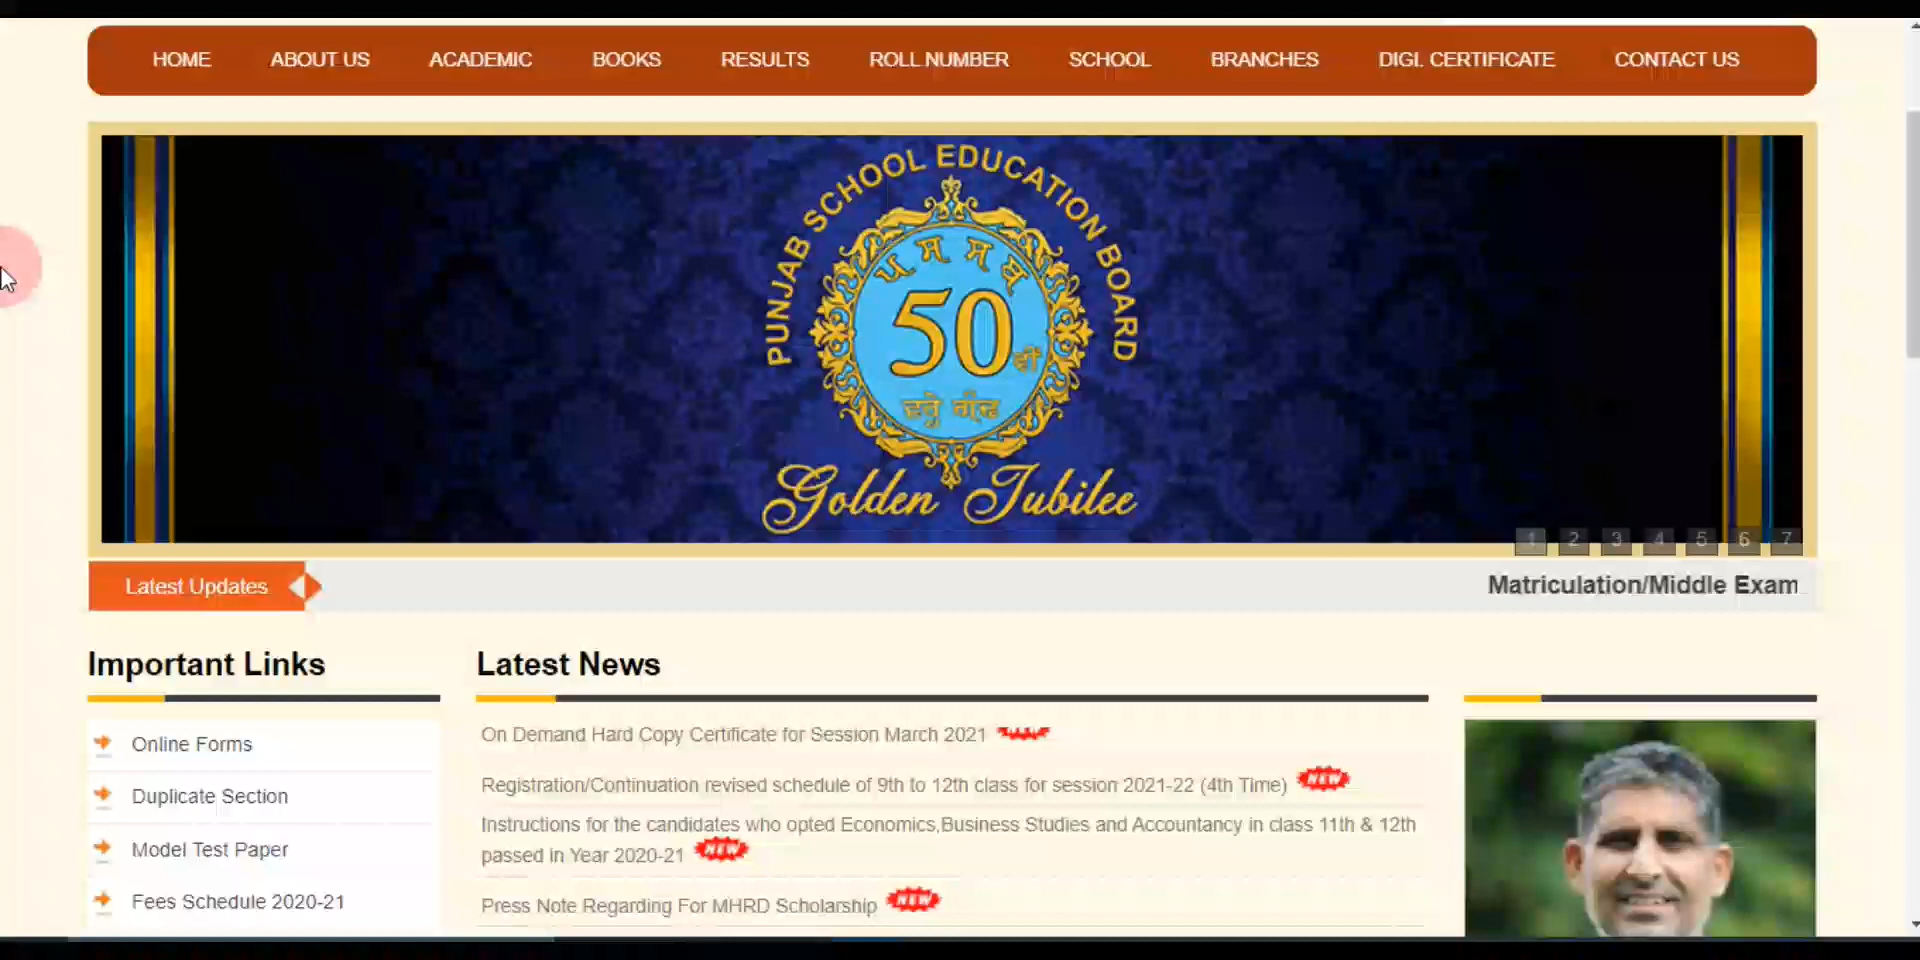 HOME ABOUT US ACADEMIC BOOKS RESULTS ROLL NUMBER SCHOOL BRANCHES DIGI. CERTIFICATE CONTACT US
PUNJAB SCHOOL EDUCATION BOARD
ਪ ਸ ਸ ਬ
50
ਵੀਂ
Golden Jubilee
1 2 3 4 5 6 7
Latest Updates
Matriculation/Middle Exam
Important Links
Online Forms
Duplicate Section
Model Test Paper
Fees Schedule 2020-21
Latest News
On Demand Hard Copy Certificate for Session March 2021
Registration/Continuation revised schedule of 9th to 12th class for session 2021-22 (4th Time) NEW
Instructions for the candidates who opted Economics,Business Studies and Accountancy in class 11th & 12th
passed in Year 2020-21 NEW
Press Note Regarding For MHRD Scholarship NEW